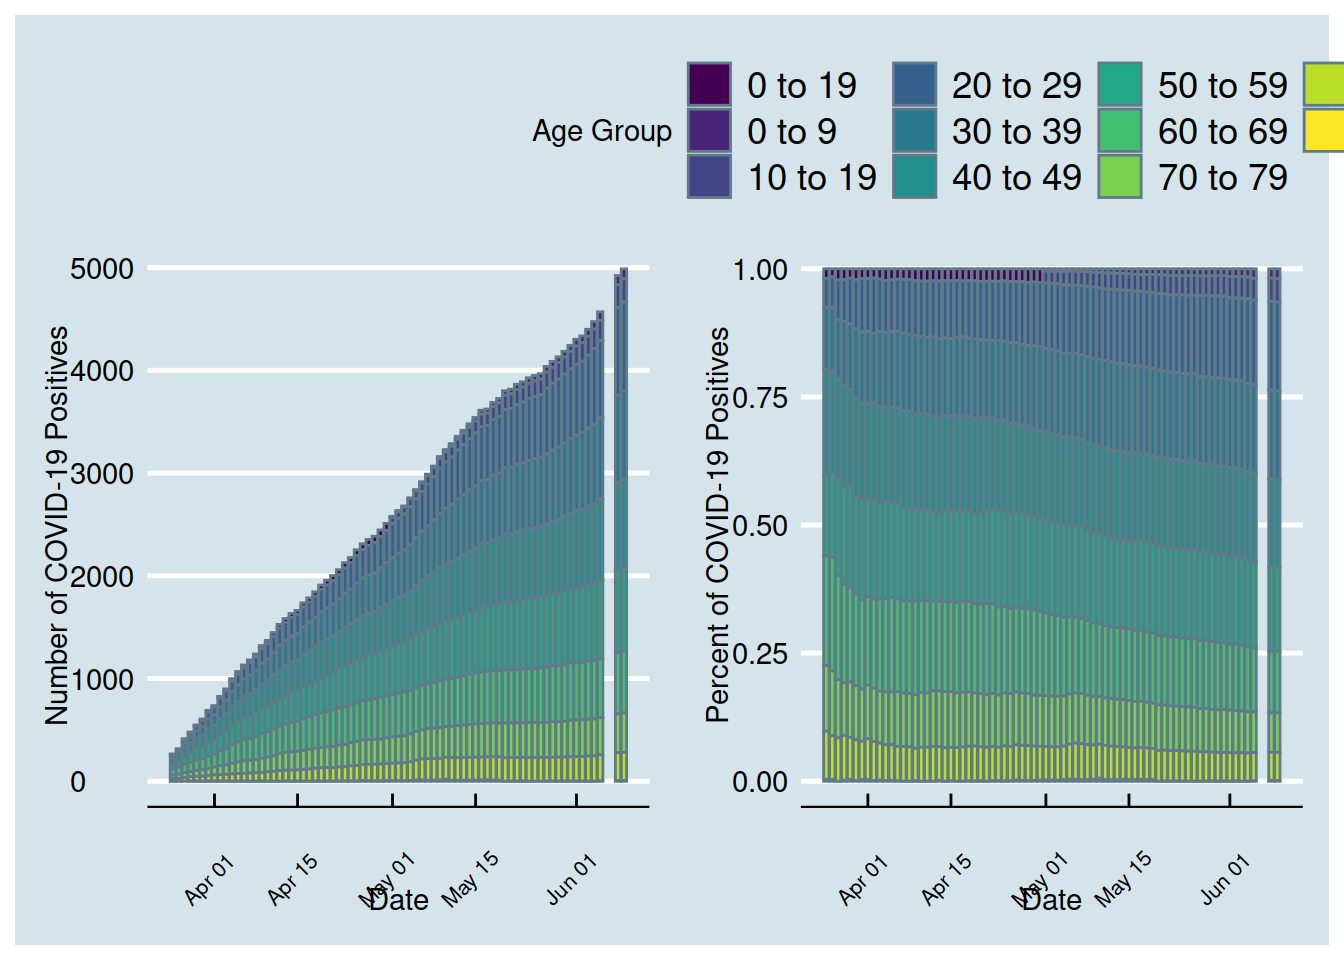 Age Group
0 to 19
0 to 9
10 to 19
20 to 29
30 to 39
40 to 49
50 to 59
60 to 69
70 to 79
Number of COVID-19 Positives
5000
4000
3000
2000
1000
0
Apr 01
Apr 15
May 01
May 15
Jun 01
Date
Percent of COVID-19 Positives
1.00
0.75
0.50
0.25
0.00
Apr 01
Apr 15
May 01
May 15
Jun 01
Date